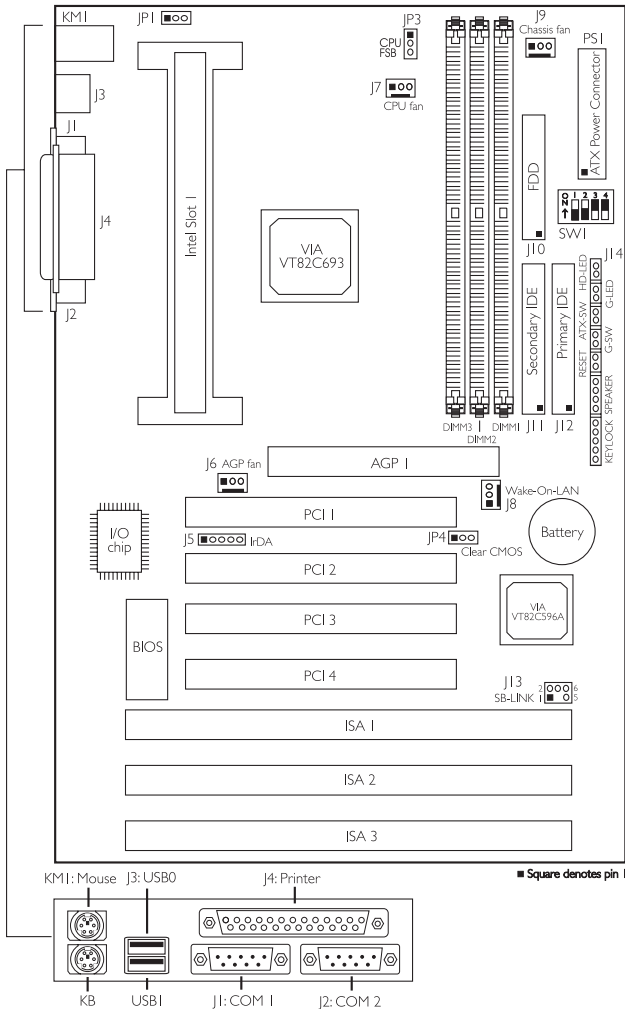 KM1
JP1
JP3
CPU
FSB
J9
Chassis fan
PS1
J3
J7
CPU fan
ATX Power Connector
J1
J4
Intel Slot 1
FDD
ON
1 2 3 4
SW1
VIA
VT82C693
J10
J14
J2
HD-LED
G-LED
ATX-SW
G-SW
RESET
SPEAKER
KEYLOCK
Secondary IDE
Primary IDE
DIMM3
DIMM2
DIMM1
J11
J12
J6 AGP fan
AGP 1
Wake-On-LAN
J8
PCI 1
I/O
chip
J5
IrDA
JP4
Clear CMOS
Battery
PCI 2
VIA
VT82C596A
BIOS
PCI 3
PCI 4
J13
SB-LINK
2 6
1 5
ISA 1
ISA 2
ISA 3
■ Square denotes pin 1
KM1: Mouse
J3: USB0
J4: Printer
KB
USB1
J1: COM 1
J2: COM 2